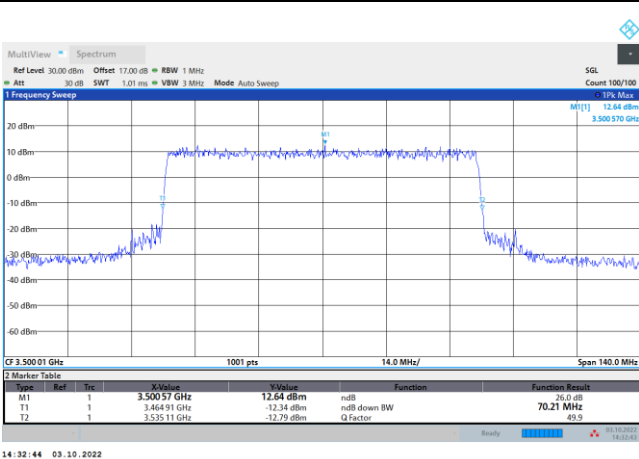 MultiView Spectrum
Ref Level 30.00 dBm Offset 17.00 dB RBW 1 MHz SGL
Att 30 dB SWT 1.01 ms VBW 3 MHz Mode Auto Sweep Count 100/100
1 Frequency Sweep 1Pk Max
M1[1] 12.64 dBm
3.500 570 GHz
20 dBm
M1
10 dBm
0 dBm
-10 dBm
T1 T2
-20 dBm
-30 dBm
-40 dBm
-50 dBm
-60 dBm
CF 3.500 01 GHz 1001 pts 14.0 MHz/ Span 140.0 MHz
2 Marker Table
Type Ref Trc X-Value Y-Value Function Function Result
M1 1 3.500 57 GHz 12.64 dBm ndB 26.0 dB
T1 1 3.464 91 GHz -12.34 dBm ndB down BW 70.21 MHz
T2 1 3.535 11 GHz -12.79 dBm Q Factor 49.9
Ready 03.10.2022
14:32:43
14:32:44 03.10.2022